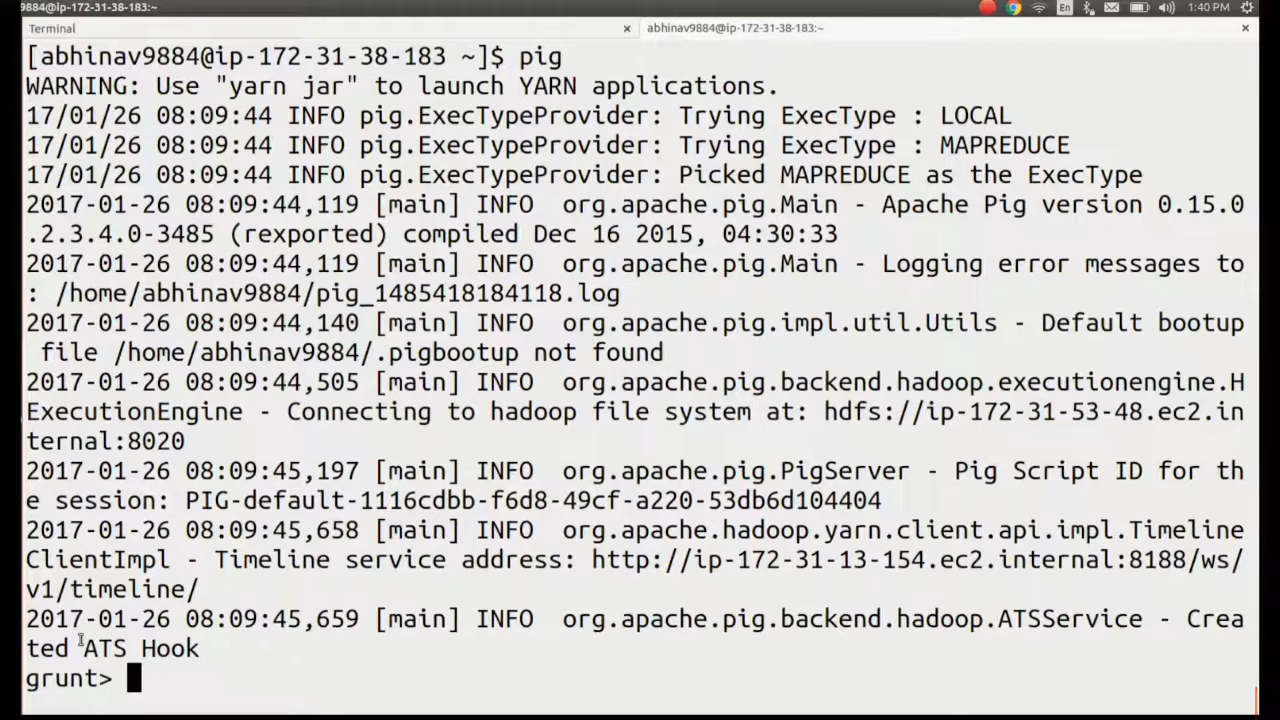 9884@ip-172-31-38-183:~
En
1:40 PM
Terminal
abhinav9884@ip-172-31-38-183:~
[abhinav9884@ip-172-31-38-183 ~]$ pig
WARNING: Use "yarn jar" to launch YARN applications.
17/01/26 08:09:44 INFO pig.ExecTypeProvider: Trying ExecType : LOCAL
17/01/26 08:09:44 INFO pig.ExecTypeProvider: Trying ExecType : MAPREDUCE
17/01/26 08:09:44 INFO pig.ExecTypeProvider: Picked MAPREDUCE as the ExecType
2017-01-26 08:09:44,119 [main] INFO  org.apache.pig.Main - Apache Pig version 0.15.0
.2.3.4.0-3485 (rexported) compiled Dec 16 2015, 04:30:33
2017-01-26 08:09:44,119 [main] INFO  org.apache.pig.Main - Logging error messages to
: /home/abhinav9884/pig_1485418184118.log
2017-01-26 08:09:44,140 [main] INFO  org.apache.pig.impl.util.Utils - Default bootup
 file /home/abhinav9884/.pigbootup not found
2017-01-26 08:09:44,505 [main] INFO  org.apache.pig.backend.hadoop.executionengine.H
ExecutionEngine - Connecting to hadoop file system at: hdfs://ip-172-31-53-48.ec2.in
ternal:8020
2017-01-26 08:09:45,197 [main] INFO  org.apache.pig.PigServer - Pig Script ID for th
e session: PIG-default-1116cdbb-f6d8-49cf-a220-53db6d104404
2017-01-26 08:09:45,658 [main] INFO  org.apache.hadoop.yarn.client.api.impl.Timeline
ClientImpl - Timeline service address: http://ip-172-31-13-154.ec2.internal:8188/ws/
v1/timeline/
2017-01-26 08:09:45,659 [main] INFO  org.apache.pig.backend.hadoop.ATSService - Crea
ted ATS Hook
grunt>